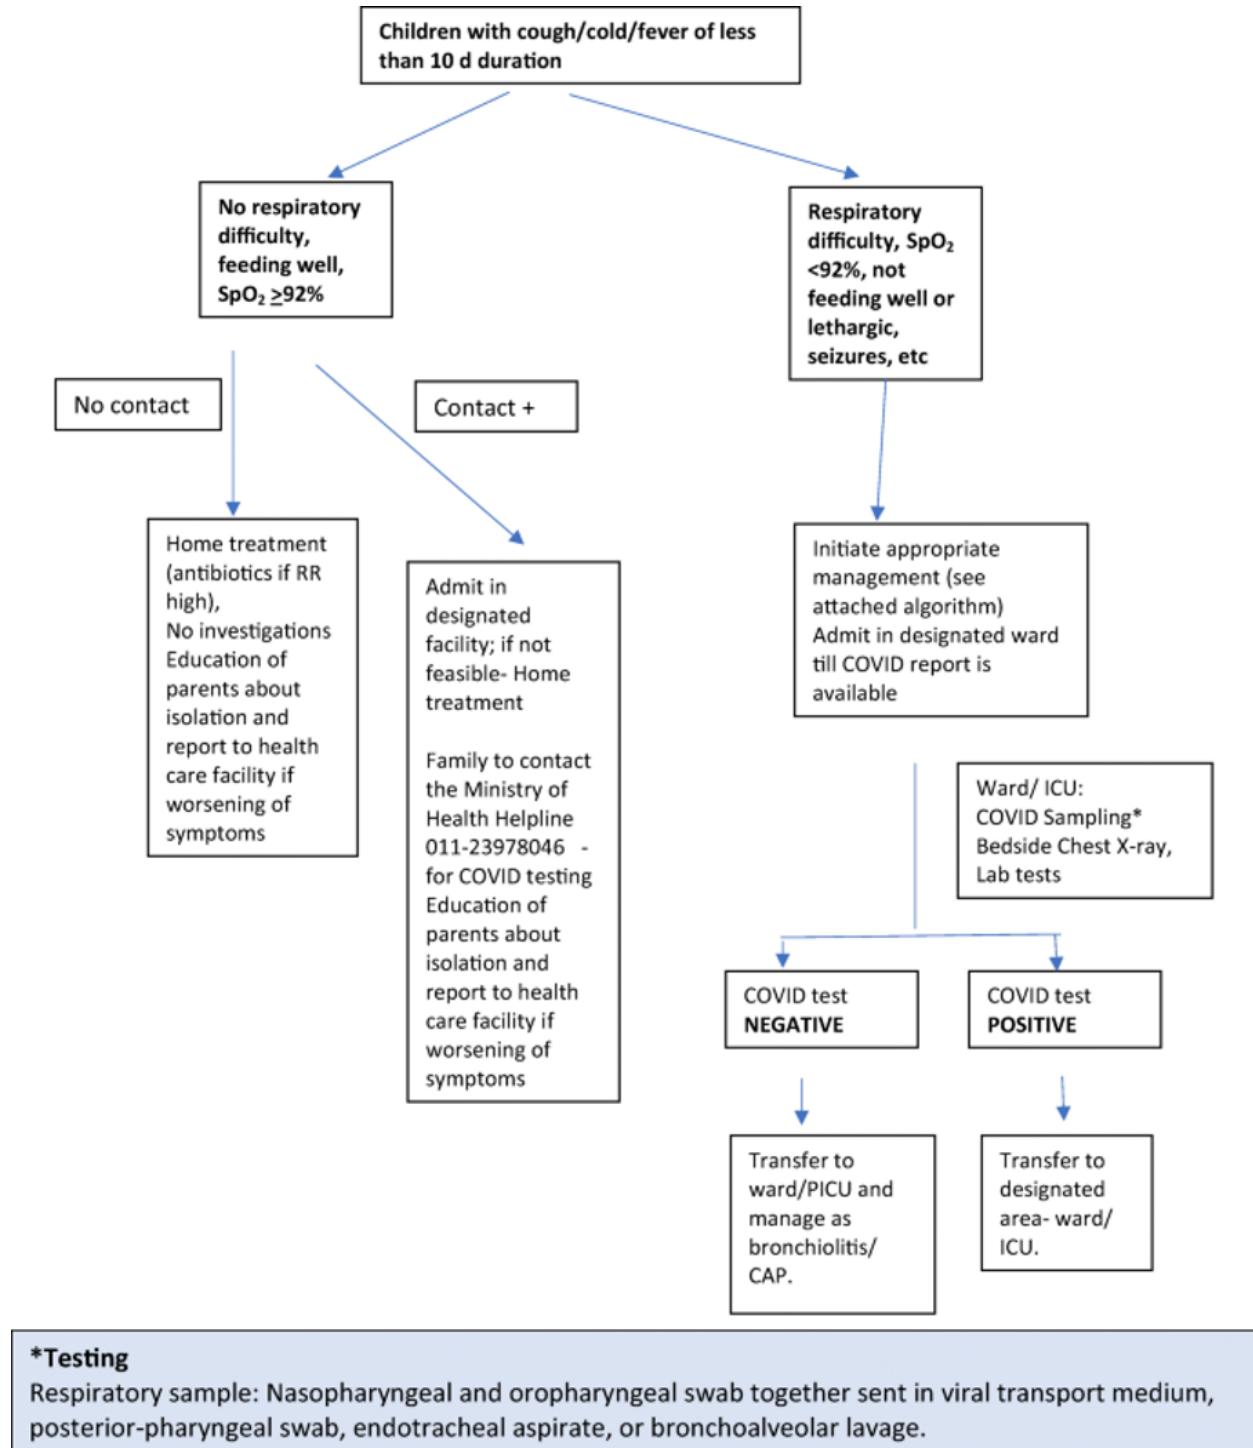 Children with cough/cold/fever of less
than 10 d duration
No respiratory
difficulty,
feeding well,
SpO₂ ≥92%
Respiratory
difficulty, SpO₂
<92%, not
feeding well or
lethargic,
seizures, etc
No contact
Contact +
Home treatment
(antibiotics if RR
high),
No investigations
Education of
parents about
isolation and
report to health
care facility if
worsening of
symptoms
Admit in
designated
facility; if not
feasible- Home
treatment
Family to contact
the Ministry of
Health Helpline
011-23978046 -
for COVID testing
Education of
parents about
isolation and
report to health
care facility if
worsening of
symptoms
Initiate appropriate
management (see
attached algorithm)
Admit in designated ward
till COVID report is
available
Ward/ ICU:
COVID Sampling*
Bedside Chest X-ray,
Lab tests
COVID test
NEGATIVE
COVID test
POSITIVE
Transfer to
ward/PICU and
manage as
bronchiolitis/
CAP.
Transfer to
designated
area- ward/
ICU.
*Testing
Respiratory sample: Nasopharyngeal and oropharyngeal swab together sent in viral transport medium,
posterior-pharyngeal swab, endotracheal aspirate, or bronchoalveolar lavage.